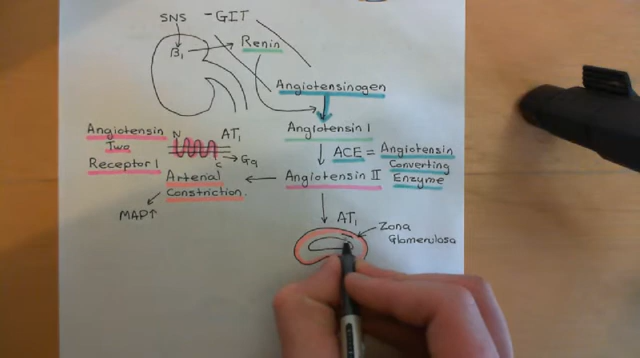 SNS
-GIT
β₁
Renin
Angiotensinogen
Angiotensin I
ACE = Angiotensin
Converting
Enzyme
Angiotensin
Two
Receptor 1
N
AT₁
C
Gq
Arterial
Constriction.
Angiotensin II
MAP↑
AT₁
Zona
Glomerulosa